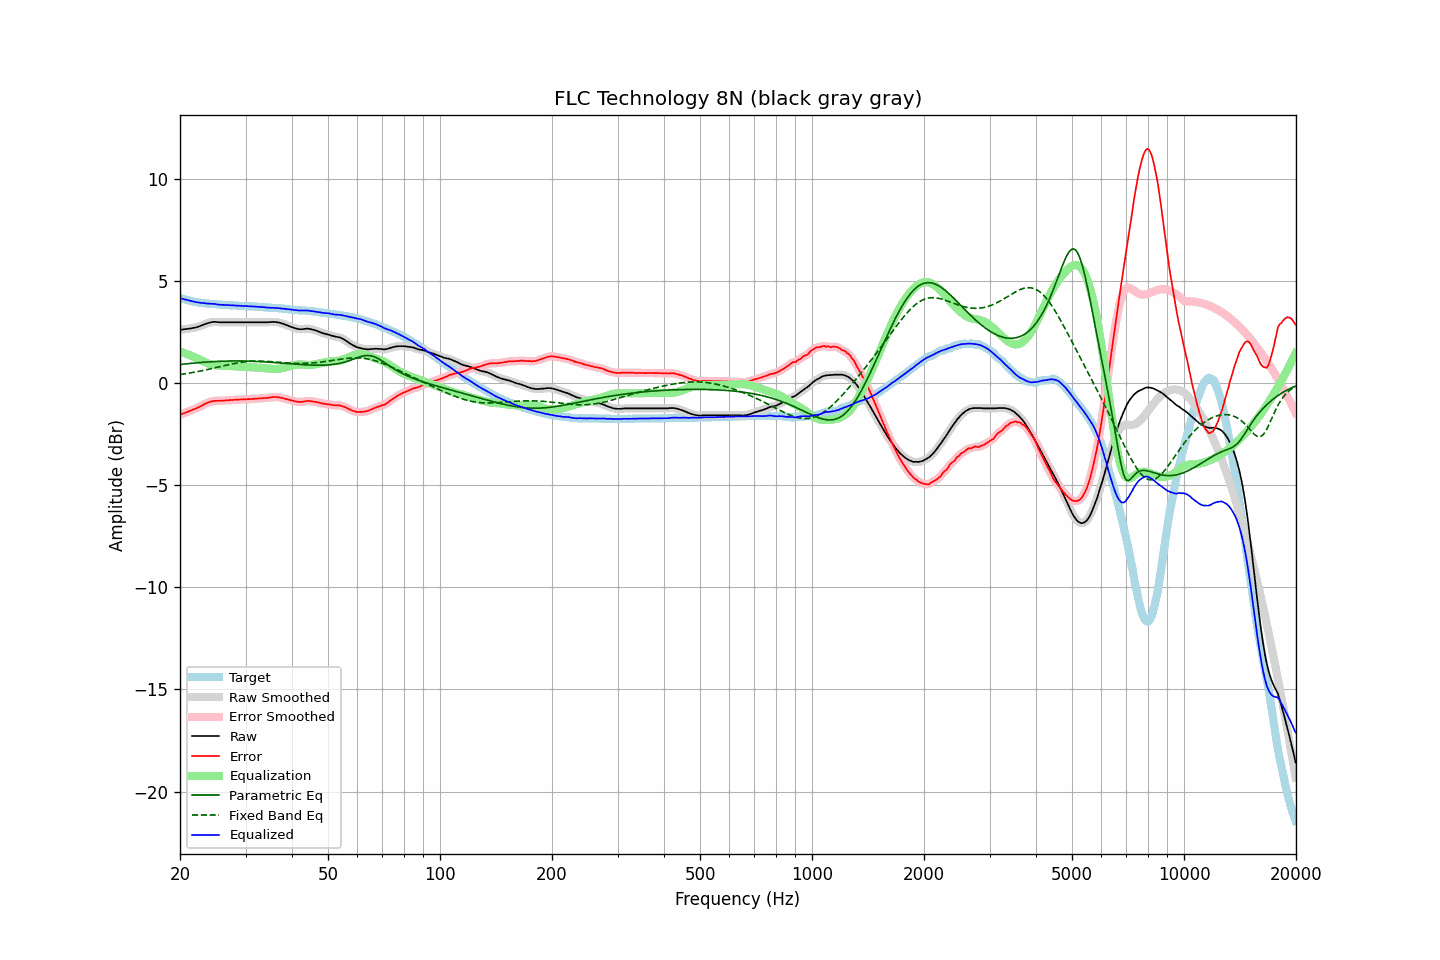 FLC Technology 8N (black gray gray)
Amplitude (dBr)
10
5
0
−5
−10
−15
−20
Target
Raw Smoothed
Error Smoothed
Raw
Error
Equalization
Parametric Eq
Fixed Band Eq
Equalized
20
50
100
200
500
1000
2000
5000
10000
20000
Frequency (Hz)